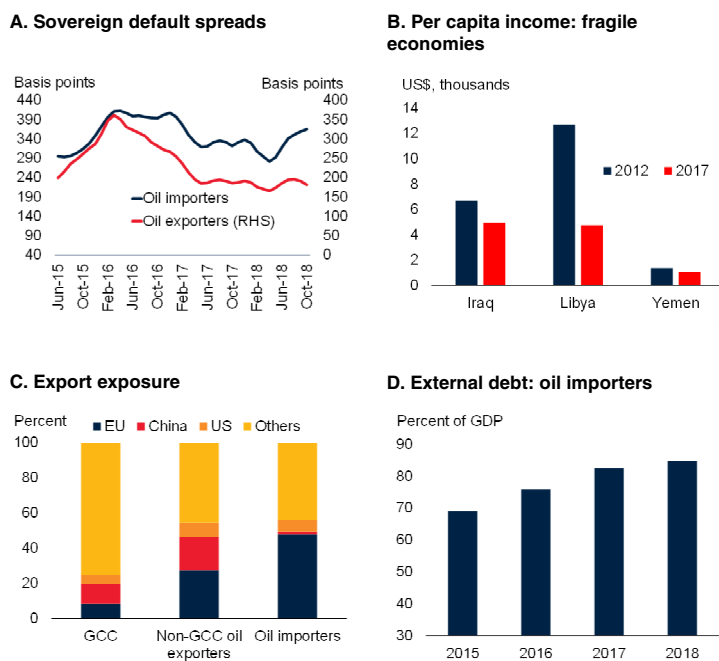 A. Sovereign default spreads
Basis points
Basis points
440
390
340
290
240
190
140
90
40
400
350
300
250
200
150
100
50
0
Oil importers
Oil exporters (RHS)
Jun-15
Oct-15
Feb-16
Jun-16
Oct-16
Feb-17
Jun-17
Oct-17
Feb-18
Jun-18
Oct-18
B. Per capita income: fragile
economies
US$, thousands
14
12
10
8
6
4
2
0
2012
2017
Iraq
Libya
Yemen
C. Export exposure
Percent
EU
China
US
Others
100
80
60
40
20
0
GCC
Non-GCC oil
exporters
Oil importers
D. External debt: oil importers
Percent of GDP
90
80
70
60
50
40
30
2015
2016
2017
2018